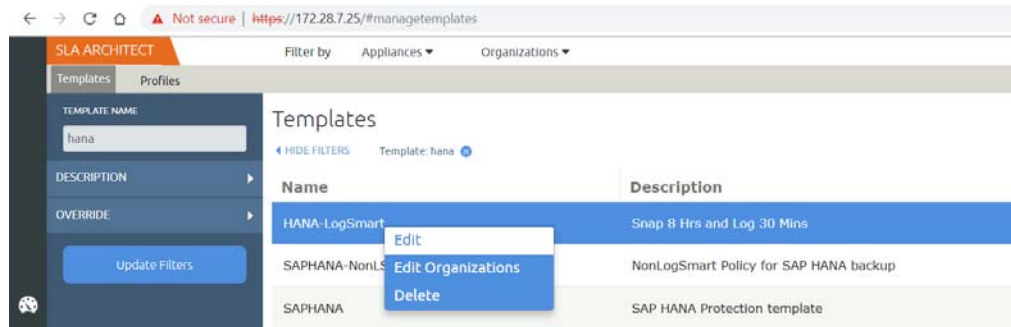 Not secure | https://172.28.7.25/#managetemplates
SLA ARCHITECT Filter by Appliances Organizations
Templates Profiles
TEMPLATE NAME
hana
DESCRIPTION
OVERRIDE
Update Filters
Templates
HIDE FILTERS Template: hana
Name Description
HANA-LogSmart Snap 8 Hrs and Log 30 Mins
Edit
SAPHANA-NonLS NonLogSmart Policy for SAP HANA backup
Edit Organizations
Delete
SAPHANA SAP HANA Protection template